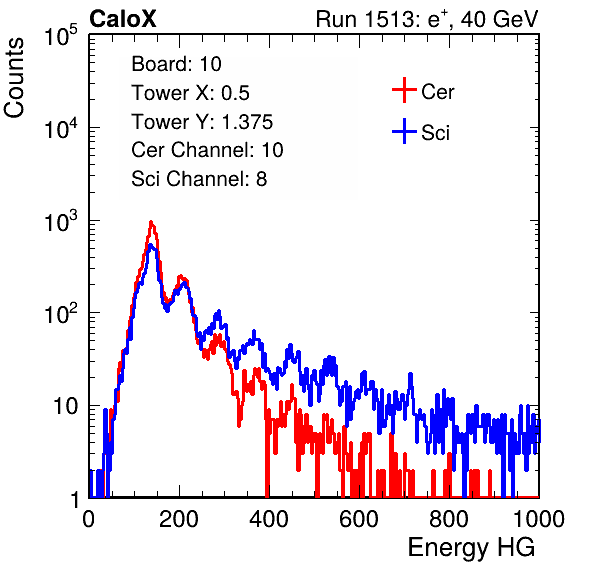 CaloX Run 1513: e⁺, 40 GeV
Board: 10
Tower X: 0.5
Tower Y: 1.375
Cer Channel: 10
Sci Channel: 8
Cer
Sci
Counts
10⁵
10⁴
10³
10²
10
1
0 200 400 600 800 1000
Energy HG